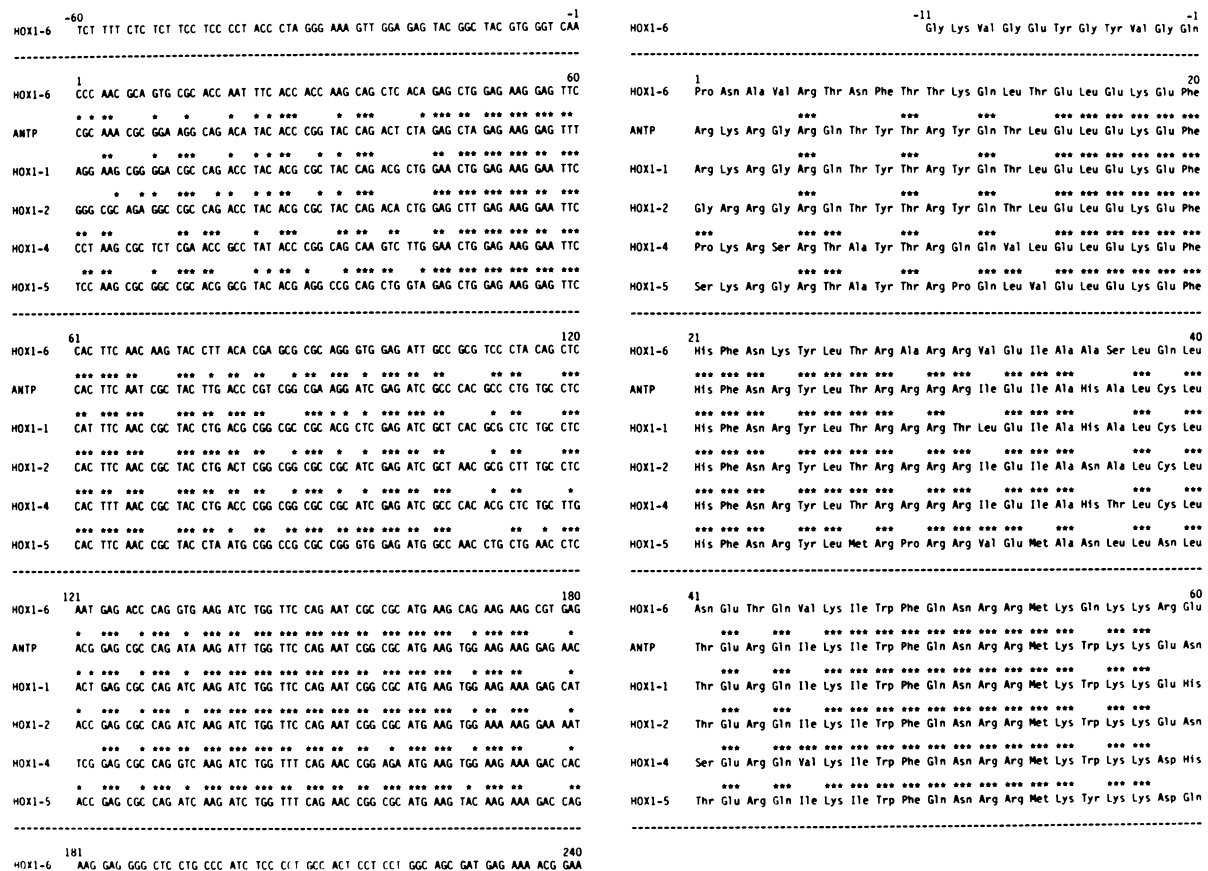 -60 -1
HOX1-6 TCT TTT CTC TCT TCC TCC CCT ACC CTA GGG AAA GTT GGA GAG TAC GGC TAC GTG GGT CAA
1 60
HOX1-6 CCC AAC GCA GTG CGC ACC AAT TTC ACC ACC AAG CAG CTC ACA GAG CTG GAG AAG GAG TTC
ANTP CGC AAA CGC GGA AGG CAG ACA TAC ACC CGG TAC CAG ACT CTA GAG CTA GAG AAG GAG TTT
HOX1-1 AGG AAG CGG GGA CGC CAG ACC TAC ACG CGC TAC CAG ACG CTG GAA CTG GAG AAG GAA TTC
HOX1-2 GGG CGC AGA GGC CGC CAG ACC TAC ACG CGC TAC CAG ACA CTG GAG CTT GAG AAG GAA TTC
HOX1-4 CCT AAG CGC TCT CGA ACC GCC TAT ACC CGG CAG CAA GTC TTG GAA CTG GAG AAG GAA TTC
HOX1-5 TCC AAG CGC GGC CGC ACG GCG TAC ACG AGG CCG CAG CTG GTA GAG CTG GAG AAG GAG TTC
61 120
HOX1-6 CAC TTC AAC AAG TAC CTT ACA CGA GCG CGC AGG GTG GAG ATT GCC GCG TCC CTA CAG CTC
ANTP CAC TTC AAT CGC TAC TTG ACC CGT CGG CGA AGG ATC GAG ATC GCC CAC GCC CTG TGC CTC
HOX1-1 CAT TTC AAC CGC TAC CTG ACG CGG CGC CGC ACG CTC GAG ATC GCT CAC GCG CTC TGC CTC
HOX1-2 CAC TTC AAC CGC TAC CTG ACT CGG CGG CGC CGC ATC GAG ATC GCT AAC GCG CTT TGC CTC
HOX1-4 CAC TTT AAC CGC TAC CTG ACC CGG CGG CGC CGC ATC GAG ATC GCC CAC ACG CTC TGC TTG
HOX1-5 CAC TTC AAC CGC TAC CTA ATG CGG CCG CGC CGG GTG GAG ATG GCC AAC CTG CTG AAC CTC
121 180
HOX1-6 AAT GAG ACC CAG GTG AAG ATC TGG TTC CAG AAT CGC CGC ATG AAG CAG AAG AAG CGT GAG
ANTP ACG GAG CGC CAG ATA AAG ATT TGG TTC CAG AAT CGG CGC ATG AAG TGG AAG AAG GAG AAC
HOX1-1 ACT GAG CGC CAG ATC AAG ATC TGG TTC CAG AAT CGG CGC ATG AAG TGG AAG AAA GAG CAT
HOX1-2 ACC GAG CGC CAG ATC AAG ATC TGG TTC CAG AAT CGG CGC ATG AAG TGG AAA AAG GAA AAT
HOX1-4 TCG GAG CGC CAG GTC AAG ATC TGG TTT CAG AAC CGG AGA ATG AAG TGG AAG AAA GAC CAC
HOX1-5 ACC GAG CGC CAG ATC AAG ATC TGG TTT CAG AAC CGG CGC ATG AAG TAC AAG AAA GAC CAG
181 240
HOX1-6 AAG GAG GGG CTC CTG CCC ATC TCC CCT GCC ACT CCT CCT GGC AGC GAT GAG AAA ACG GAA
-11 -1
HOX1-6 Gly Lys Val Gly Glu Tyr Gly Tyr Val Gly Gln
1 20
HOX1-6 Pro Asn Ala Val Arg Thr Asn Phe Thr Thr Lys Gln Leu Thr Glu Leu Glu Lys Glu Phe
ANTP Arg Lys Arg Gly Arg Gln Thr Tyr Thr Arg Tyr Gln Thr Leu Glu Leu Glu Lys Glu Phe
HOX1-1 Arg Lys Arg Gly Arg Gln Thr Tyr Thr Arg Tyr Gln Thr Leu Glu Leu Glu Lys Glu Phe
HOX1-2 Gly Arg Arg Gly Arg Gln Thr Tyr Thr Arg Tyr Gln Thr Leu Glu Leu Glu Lys Glu Phe
HOX1-4 Pro Lys Arg Ser Arg Thr Ala Tyr Thr Arg Gln Gln Val Leu Glu Leu Glu Lys Glu Phe
HOX1-5 Ser Lys Arg Gly Arg Thr Ala Tyr Thr Arg Pro Gln Leu Val Glu Leu Glu Lys Glu Phe
21 40
HOX1-6 His Phe Asn Lys Tyr Leu Thr Arg Ala Arg Arg Val Glu Ile Ala Ala Ser Leu Gln Leu
ANTP His Phe Asn Arg Tyr Leu Thr Arg Arg Arg Arg Ile Glu Ile Ala His Ala Leu Cys Leu
HOX1-1 His Phe Asn Arg Tyr Leu Thr Arg Arg Arg Thr Leu Glu Ile Ala His Ala Leu Cys Leu
HOX1-2 His Phe Asn Arg Tyr Leu Thr Arg Arg Arg Arg Ile Glu Ile Ala Asn Ala Leu Cys Leu
HOX1-4 His Phe Asn Arg Tyr Leu Thr Arg Arg Arg Arg Ile Glu Ile Ala His Thr Leu Cys Leu
HOX1-5 His Phe Asn Arg Tyr Leu Met Arg Pro Arg Arg Val Glu Met Ala Asn Leu Leu Asn Leu
41 60
HOX1-6 Asn Glu Thr Gln Val Lys Ile Trp Phe Gln Asn Arg Arg Met Lys Gln Lys Lys Arg Glu
ANTP Thr Glu Arg Gln Ile Lys Ile Trp Phe Gln Asn Arg Arg Met Lys Trp Lys Lys Glu Asn
HOX1-1 Thr Glu Arg Gln Ile Lys Ile Trp Phe Gln Asn Arg Arg Met Lys Trp Lys Lys Glu His
HOX1-2 Thr Glu Arg Gln Ile Lys Ile Trp Phe Gln Asn Arg Arg Met Lys Trp Lys Lys Glu Asn
HOX1-4 Ser Glu Arg Gln Val Lys Ile Trp Phe Gln Asn Arg Arg Met Lys Trp Lys Lys Asp His
HOX1-5 Thr Glu Arg Gln Ile Lys Ile Trp Phe Gln Asn Arg Arg Met Lys Tyr Lys Lys Asp Gln